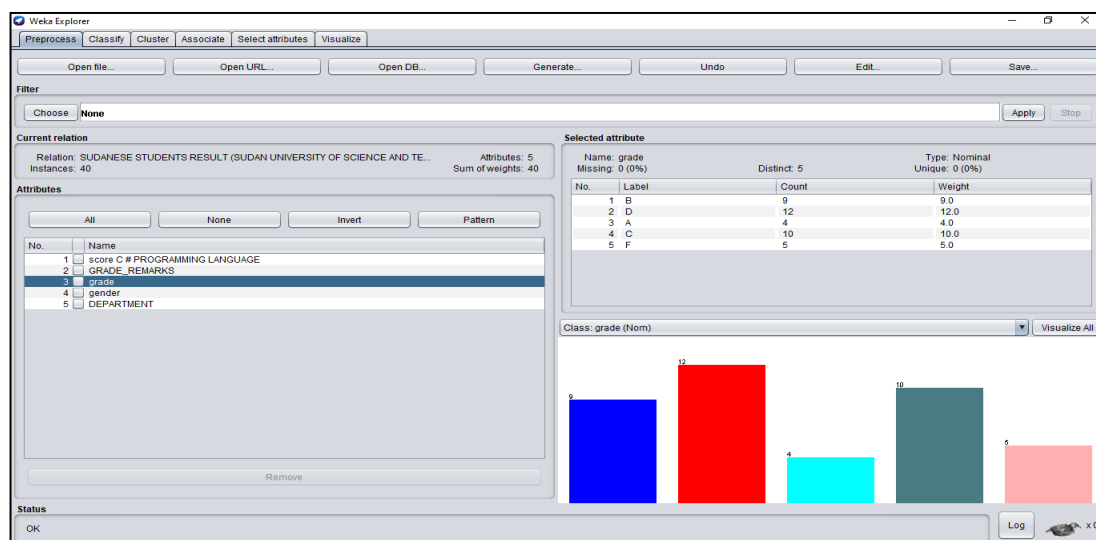 Weka Explorer
Preprocess Classify Cluster Associate Select attributes Visualize
Open file... Open URL... Open DB... Generate... Undo Edit... Save...
Filter
Choose None Apply Stop
Current relation
Relation: SUDANESE STUDENTS RESULT (SUDAN UNIVERSITY OF SCIENCE AND TE... Attributes: 5
Instances: 40 Sum of weights: 40
Attributes
All None Invert Pattern
No. Name
1 score C # PROGRAMMING LANGUAGE
2 GRADE_REMARKS
3 grade
4 gender
5 DEPARTMENT
Remove
Selected attribute
Name: grade Type: Nominal
Missing: 0 (0%) Distinct: 5 Unique: 0 (0%)
No. Label Count Weight
1 B 9 9.0
2 D 12 12.0
3 A 4 4.0
4 C 10 10.0
5 F 5 5.0
Class: grade (Nom) Visualize All
9 12 4 10 5
Status
OK Log x 0